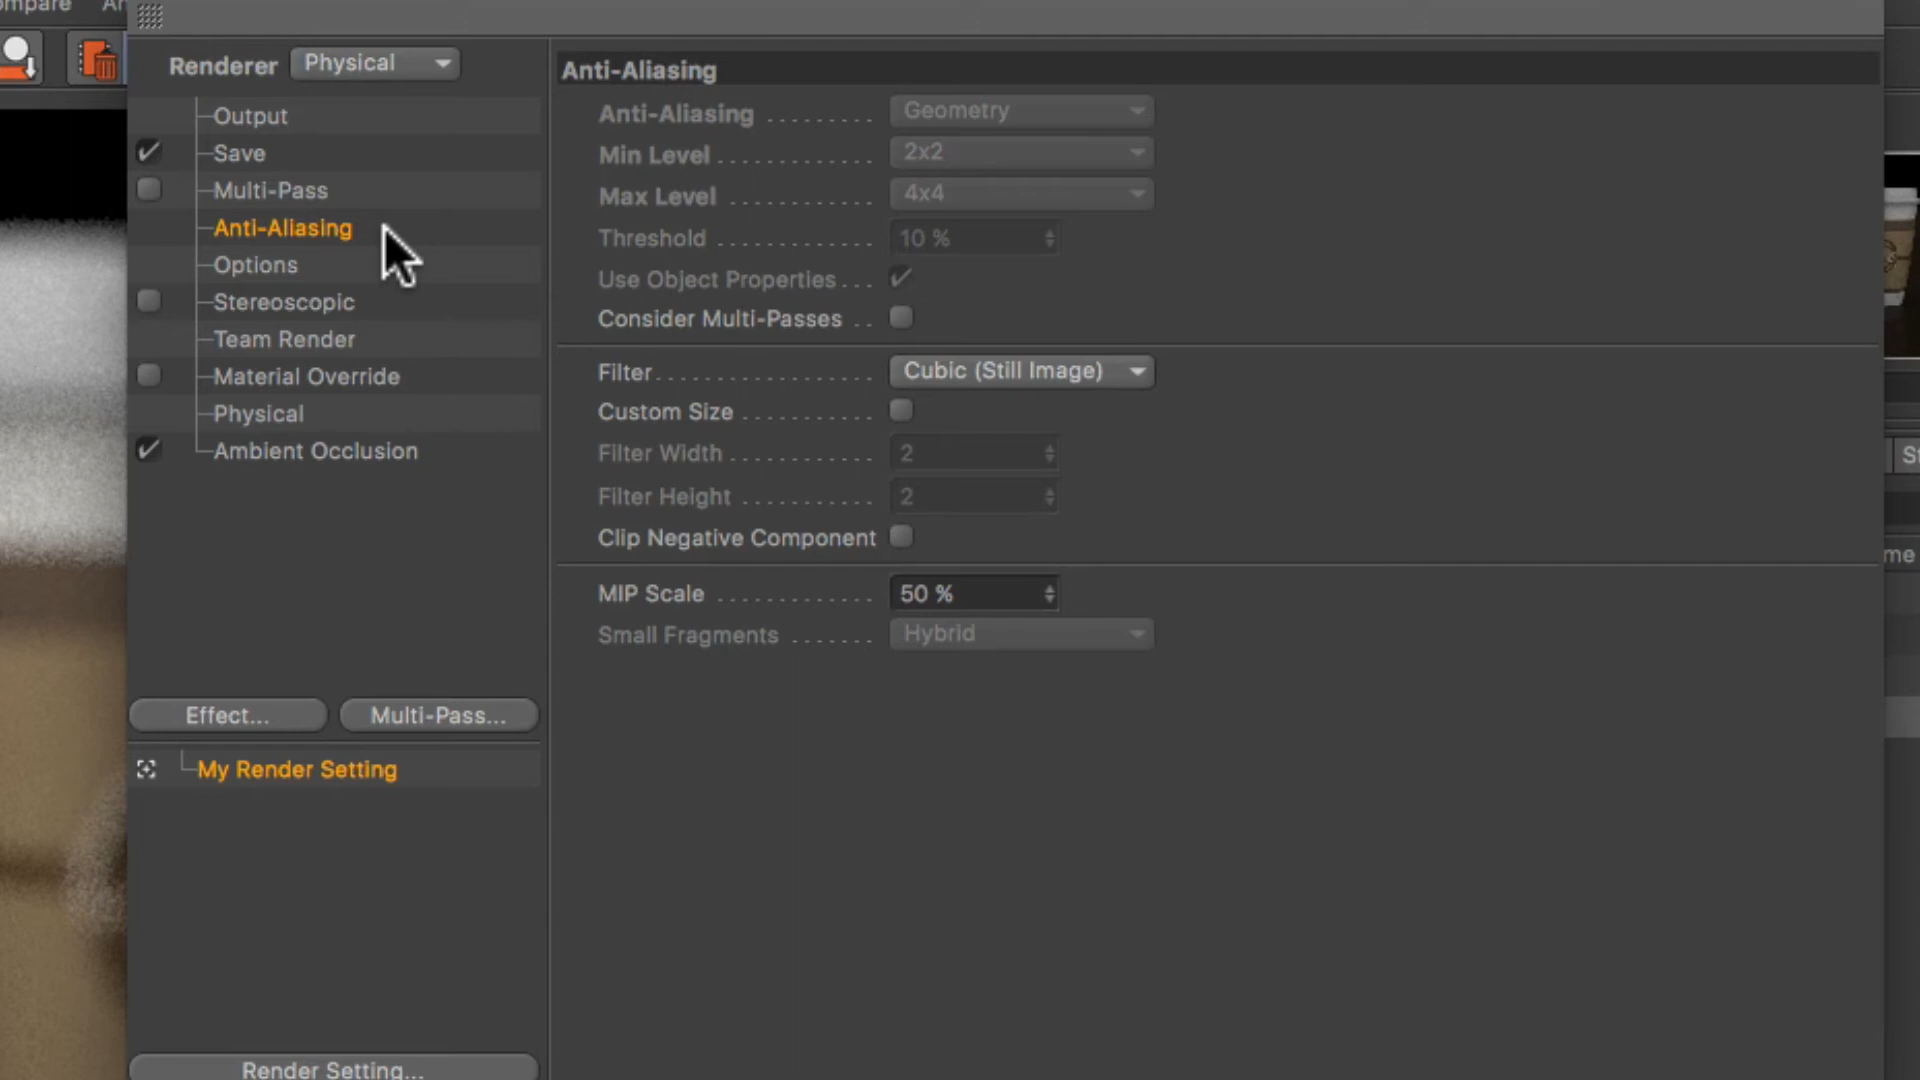 Renderer Physical
Output
Save
Multi-Pass
Anti-Aliasing
Options
Stereoscopic
Team Render
Material Override
Physical
Ambient Occlusion
Effect...
Multi-Pass...
My Render Setting
Render Setting...
Anti-Aliasing
Anti-Aliasing ......... Geometry
Min Level ............. 2x2
Max Level ............ 4x4
Threshold ............. 10 %
Use Object Properties ...
Consider Multi-Passes ..
Filter .................. Cubic (Still Image)
Custom Size ...........
Filter Width ............ 2
Filter Height ........... 2
Clip Negative Component
MIP Scale ............. 50 %
Small Fragments ....... Hybrid